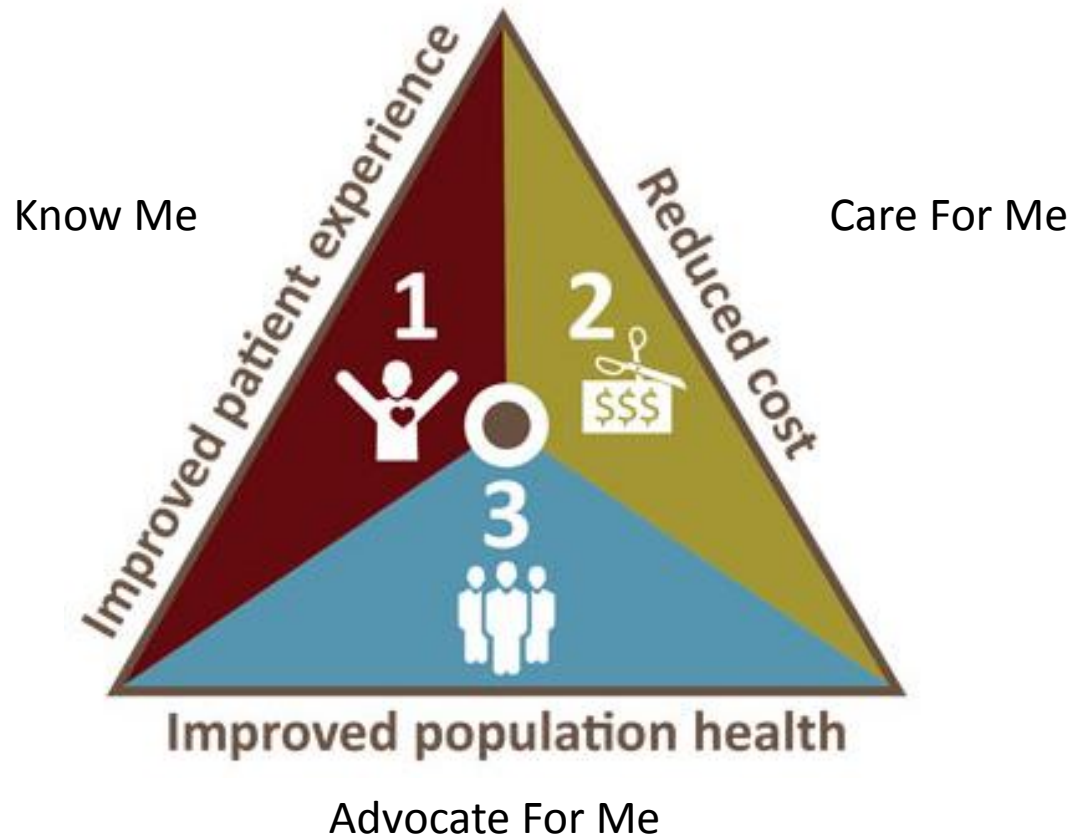 Improved patient experience
Know Me
Reduced cost
Care For Me
1
2
$$$
3
Improved population health
Advocate For Me